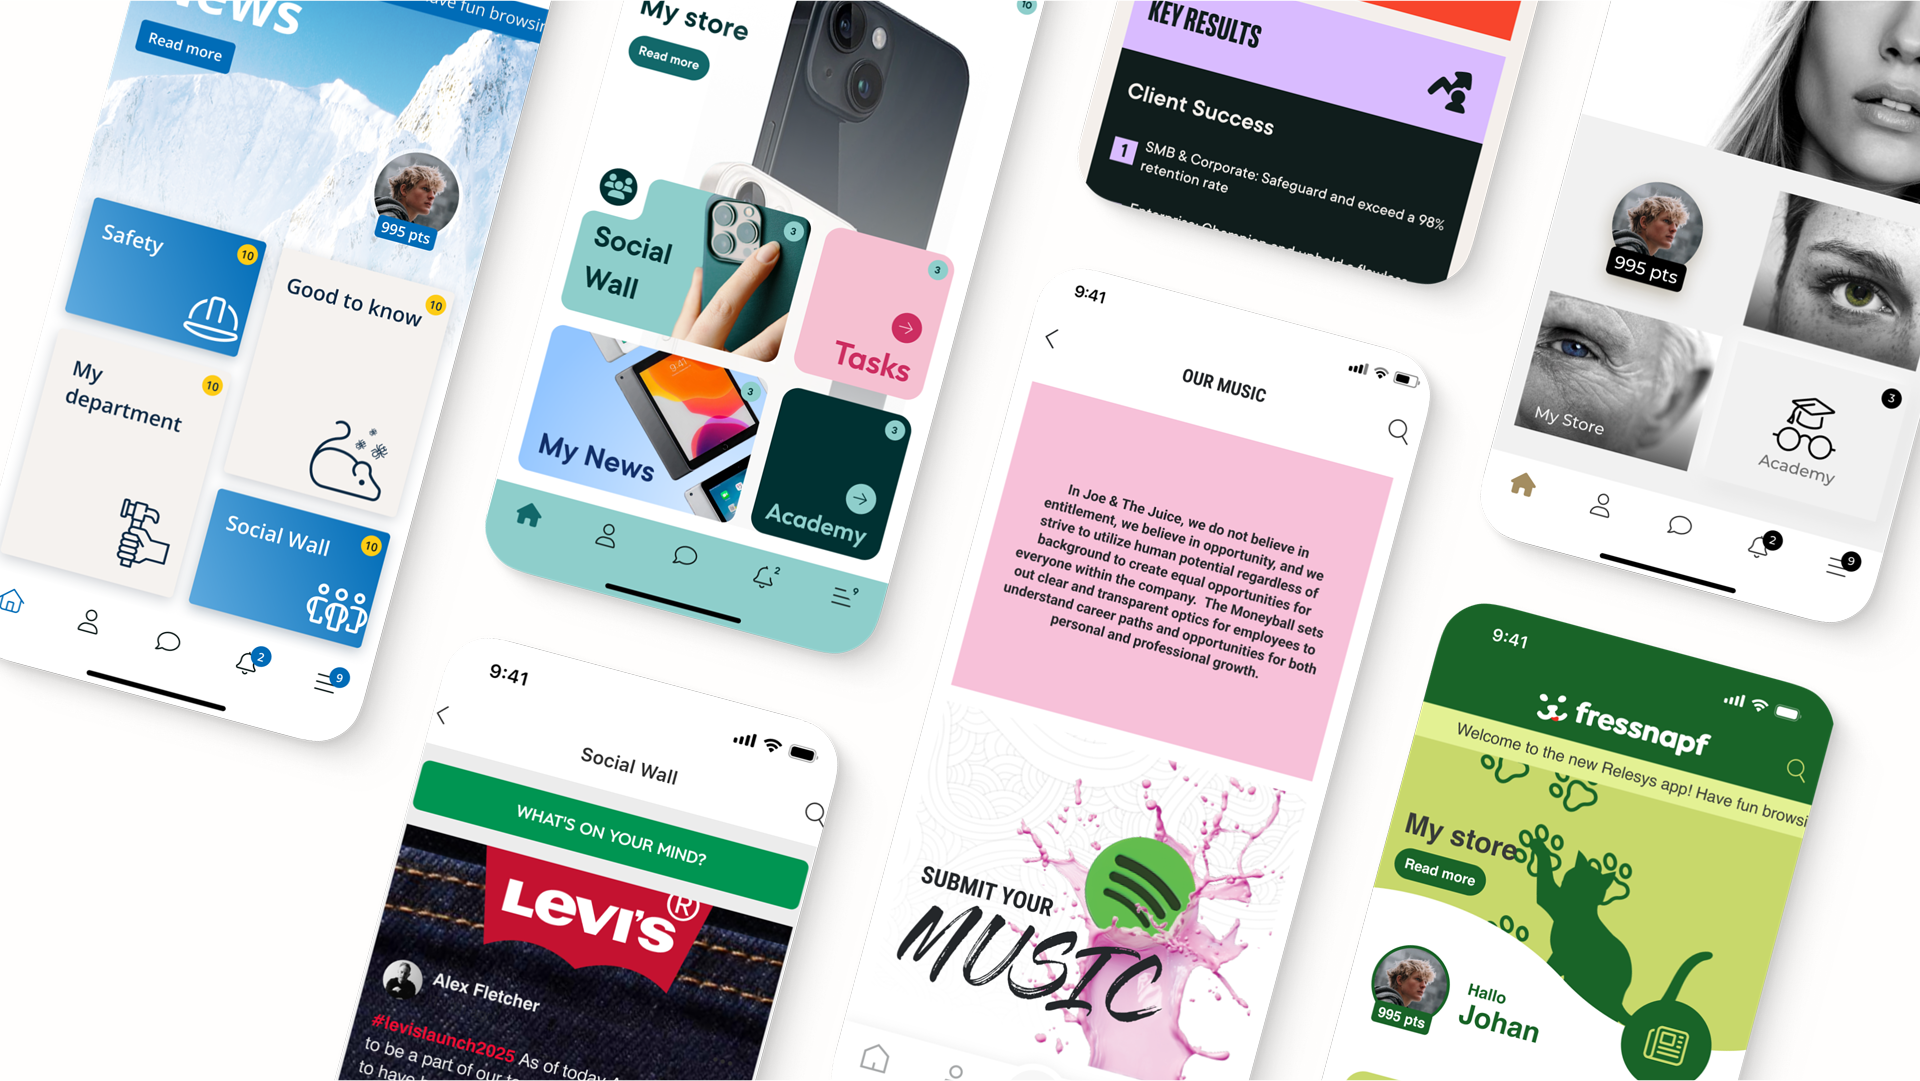 News
Have fun browsin
Read more
995 pts
Safety
10
Good to know
10
My
department
10
Social Wall
10
2
9
My store
Read more
10
Social
Wall
3
3
Tasks
My News
3
3
Academy
2
9
KEY RESULTS
Client Success
1
SMB & Corporate: Safeguard and exceed a 98%
retention rate
995 pts
My Store
3
Academy
2
9
9:41
Social Wall
WHAT'S ON YOUR MIND?
LEVI'S®
Alex Fletcher
#levislaunch2025 As of today
to be a part of our
to have
9:41
OUR MUSIC
In Joe & The Juice, we do not believe in
entitlement, we believe in opportunity, and we
strive to utilize human potential regardless of
background to create equal opportunities for
everyone within the company. The Moneyball sets
out clear and transparent optics for employees to
understand career paths and opportunities for both
personal and professional growth.
SUBMIT YOUR
MUSIC
9:41
fressnapf
Welcome to the new Relesys app! Have fun browsi
My store
Read more
995 pts
Hallo
Johan